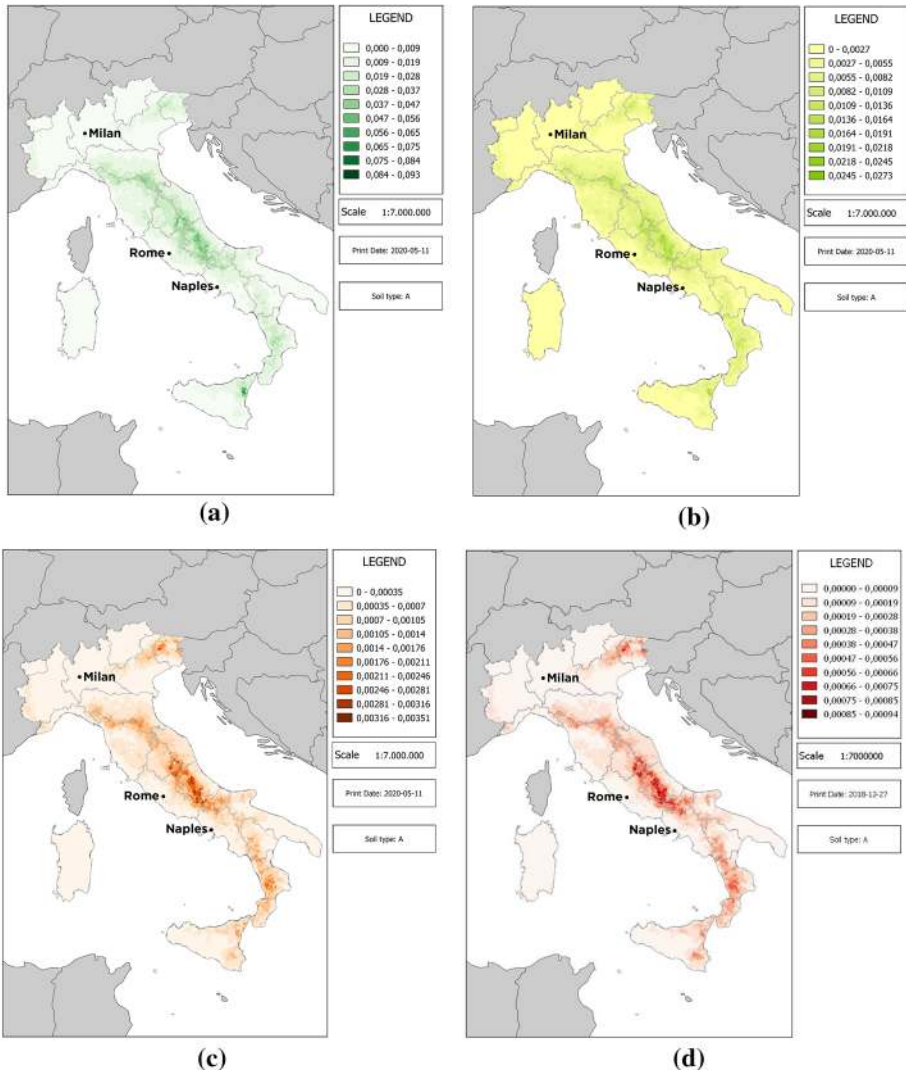 LEGEND
0,000 - 0,009
0,009 - 0,019
0,019 - 0,028
0,028 - 0,037
0,037 - 0,047
0,047 - 0,056
0,056 - 0,065
0,065 - 0,075
0,075 - 0,084
0,084 - 0,093
Scale 1:7.000.000
Print Date: 2020-05-11
Soil type: A
Milan
Rome
Naples
(a)
LEGEND
0 - 0,0027
0,0027 - 0,0055
0,0055 - 0,0082
0,0082 - 0,0109
0,0109 - 0,0136
0,0136 - 0,0164
0,0164 - 0,0191
0,0191 - 0,0218
0,0218 - 0,0245
0,0245 - 0,0273
Scale 1:7.000.000
Print Date: 2020-05-11
Soil type: A
Milan
Rome
Naples
(b)
LEGEND
0 - 0,00035
0,00035 - 0,0007
0,0007 - 0,00105
0,00105 - 0,0014
0,0014 - 0,00176
0,00176 - 0,00211
0,00211 - 0,00246
0,00246 - 0,00281
0,00281 - 0,00316
0,00316 - 0,00351
Scale 1:7.000.000
Print Date: 2020-05-11
Soil type: A
Milan
Rome
Naples
(c)
LEGEND
0,00000 - 0,00009
0,00009 - 0,00019
0,00019 - 0,00028
0,00028 - 0,00038
0,00038 - 0,00047
0,00047 - 0,00056
0,00056 - 0,00066
0,00066 - 0,00075
0,00075 - 0,00085
0,00085 - 0,00094
Scale 1:7000000
Print Date: 2018-12-27
Soil type: A
Milan
Rome
Naples
(d)